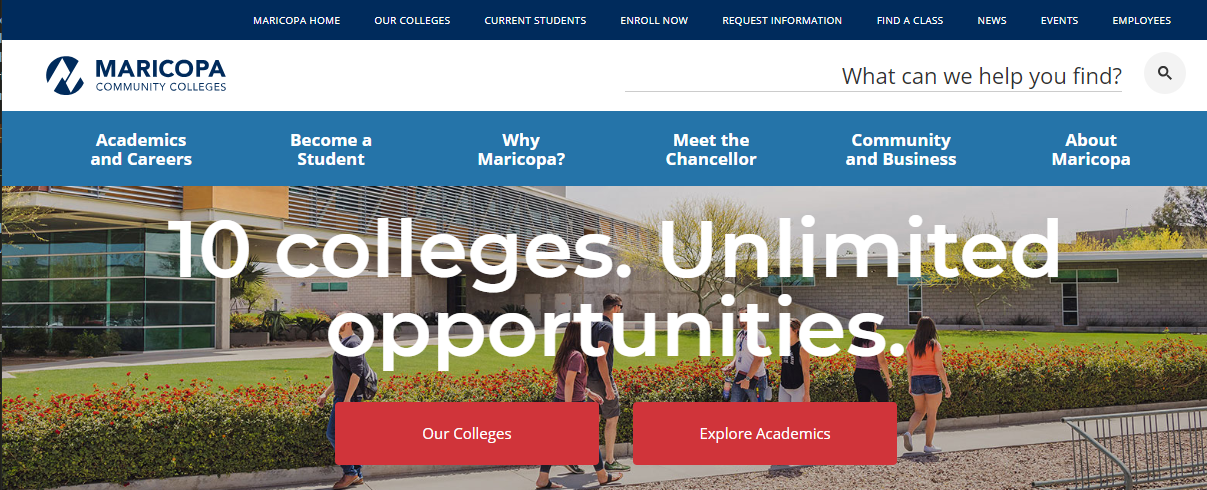 MARICOPA HOME OUR COLLEGES CURRENT STUDENTS ENROLL NOW REQUEST INFORMATION FIND A CLASS NEWS EVENTS EMPLOYEES
MARICOPA
COMMUNITY COLLEGES
What can we help you find?
Academics
and Careers
Become a
Student
Why
Maricopa?
Meet the
Chancellor
Community
and Business
About
Maricopa
10 colleges. Unlimited
opportunities.
Our Colleges
Explore Academics